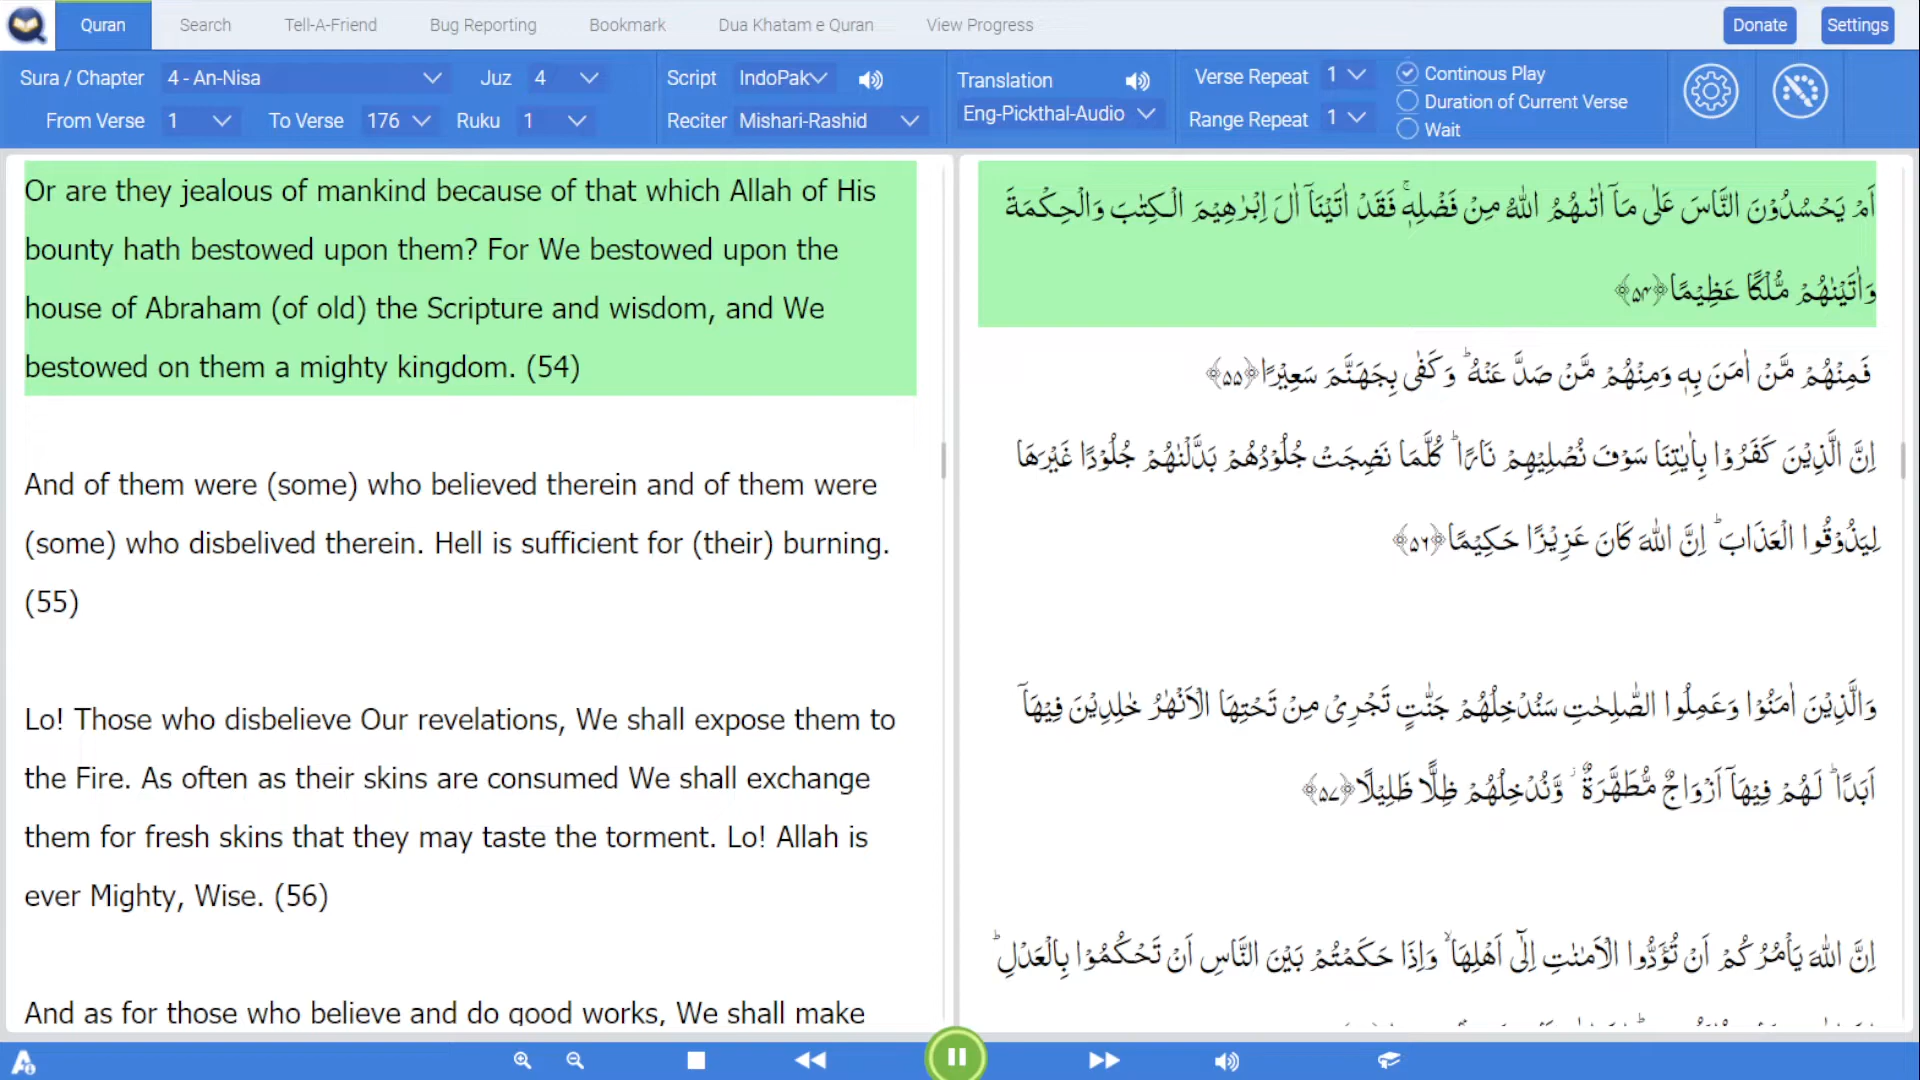 Quran Search Tell-A-Friend Bug Reporting Bookmark Dua Khatam e Quran View Progress Donate Settings
Sura / Chapter 4 - An-Nisa Juz 4 Script IndoPak Translation Verse Repeat 1 Continous Play
Duration of Current Verse
From Verse 1 To Verse 176 Ruku 1 Reciter Mishari-Rashid Eng-Pickthal-Audio Range Repeat 1 Wait
Or are they jealous of mankind because of that which Allah of His
bounty hath bestowed upon them? For We bestowed upon the
house of Abraham (of old) the Scripture and wisdom, and We
bestowed on them a mighty kingdom. (54)
And of them were (some) who believed therein and of them were
(some) who disbelived therein. Hell is sufficient for (their) burning.
(55)
Lo! Those who disbelieve Our revelations, We shall expose them to
the Fire. As often as their skins are consumed We shall exchange
them for fresh skins that they may taste the torment. Lo! Allah is
ever Mighty, Wise. (56)
And as for those who believe and do good works, We shall make
اَمْ يَحْسُدُوْنَ النَّاسَ عَلٰى مَاۤ اٰتٰىهُمُ اللّٰهُ مِنْ فَضْلِهٖۚ فَقَدْ اٰتَيْنَاۤ اٰلَ اِبْرٰهِيْمَ الْـكِتٰبَ وَالْحِكْمَةَ
وَاٰتَيْنٰهُمْ مُّلْكًا عَظِيْمًا﴿۵۴﴾
فَمِنْهُمْ مَّنْ اٰمَنَ بِهٖ وَمِنْهُمْ مَّنْ صَدَّ عَنْهُ ؕ وَكَفٰى بِجَهَـنَّمَ سَعِيْرًا﴿۵۵﴾
اِنَّ الَّذِيْنَ كَفَرُوْا بِاٰيٰتِنَا سَوْفَ نُصْلِيْهِمْ نَارًا ؕ كُلَّمَا نَضِجَتْ جُلُوْدُهُمْ بَدَّلْنٰهُمْ جُلُوْدًا غَيْرَهَا
لِيَذُوْقُوا الْعَذَابَ ؕ اِنَّ اللّٰهَ كَانَ عَزِيْزًا حَكِيْمًا﴿۵۶﴾
وَالَّذِيْنَ اٰمَنُوْا وَعَمِلُوا الصّٰلِحٰتِ سَنُدْخِلُهُمْ جَنّٰتٍ تَجْرِىْ مِنْ تَحْتِهَا الْاَنْهٰرُ خٰلِدِيْنَ فِيْهَاۤ
اَبَدًا ؕ لَـهُمْ فِيْهَاۤ اَزْوَاجٌ مُّطَهَّرَةٌ ۙ وَّنُدْخِلُهُمْ ظِلًّا ظَلِيْلًا﴿۵۷﴾
اِنَّ اللّٰهَ يَاْمُرُكُمْ اَنْ تُؤَدُّوا الْاَمٰنٰتِ اِلٰٓى اَهْلِهَا ۙ وَاِذَا حَكَمْتُمْ بَيْنَ النَّاسِ اَنْ تَحْكُمُوْا بِالْعَدْلِ ؕ